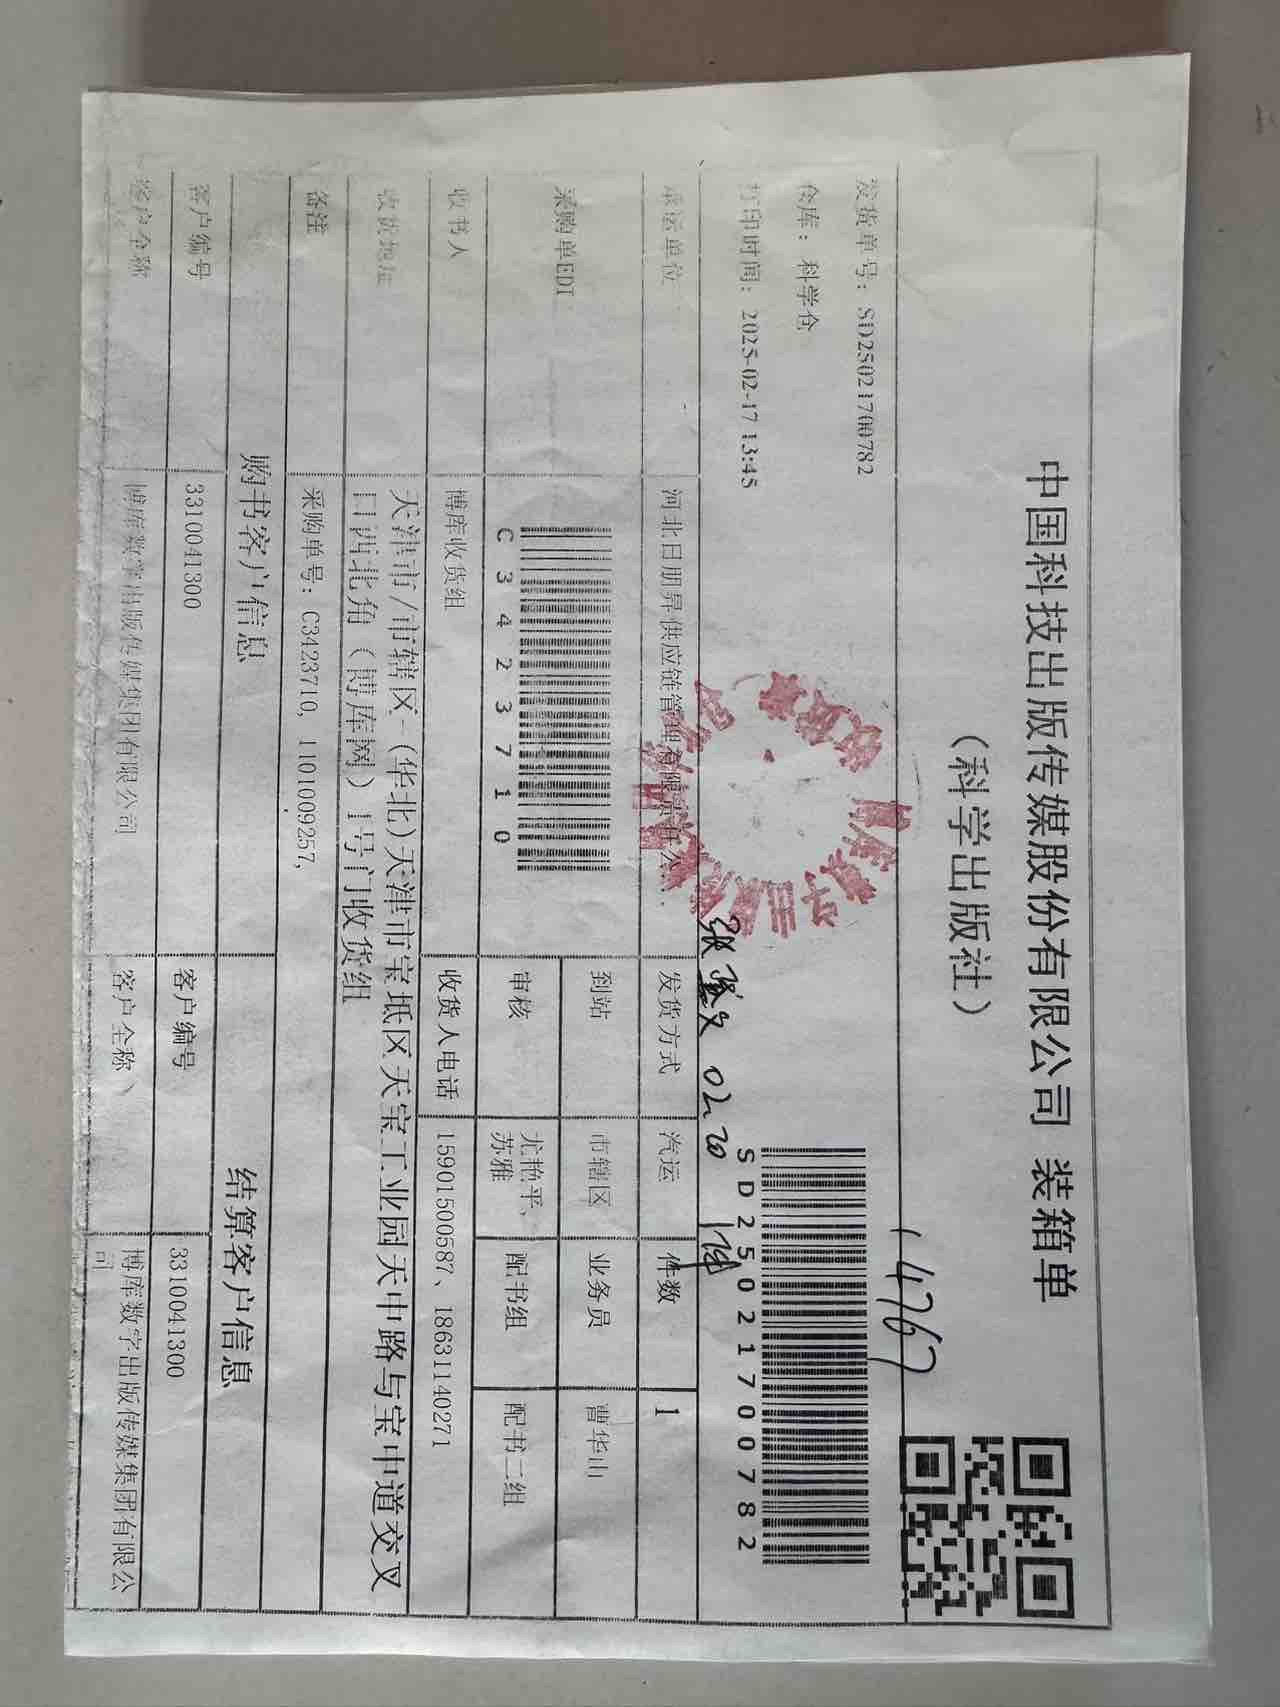 中国科技出版传媒股份有限公司 装箱单
（科学出版社）
1-4767
发货单号：SD2502170​0782
仓库：科学仓
打印时间：2025-02-17 13:45
SD25021700782
02.20 1件
承运单位 河北日朋昇供应链管理有限责任公... 发货方式 汽运 件数 1
采购单EDI C3423710 到站 市辖区 业务员 曹华山
审核 尤艳平、苏雅 配书组 配书二组
收书人 博库收货组 收货人电话 15901500587、18631140271
收货地址 天津市/市辖区-(华北)天津市宝坻区天宝工业园天中路与宝中道交叉
口西北角（博库网）1号门收货组
备注 采购单号：C3423710, 1101009257,
购书客户信息 结算客户信息
客户编号 3310041300 客户编号 3310041300
客户全称 博库数字出版传媒集团有限公司 客户全称 博库数字出版传媒集团有限公
司